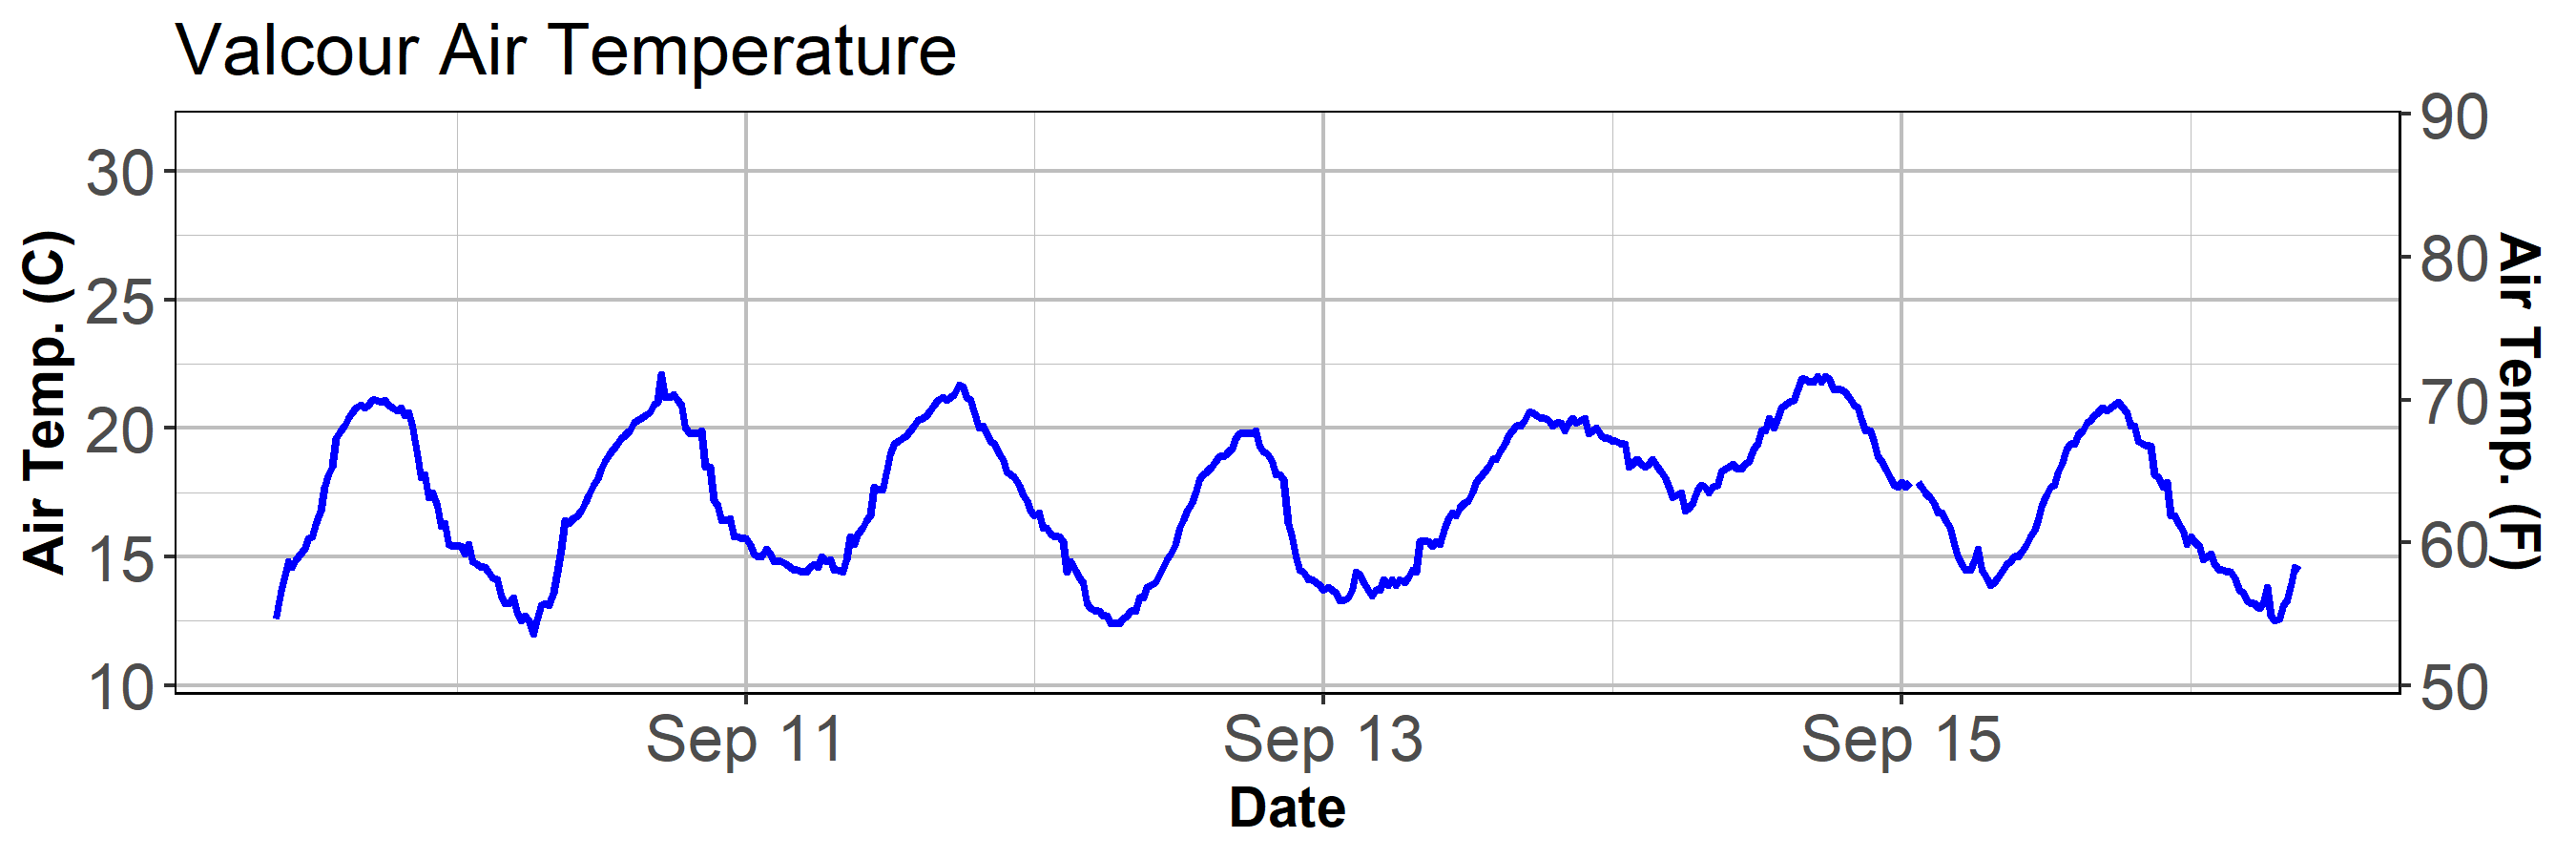 Valcour Air Temperature
Air Temp. (C)
30
25
20
15
10
90
80
70
60
50
Air Temp. (F)
Sep 11
Sep 13
Sep 15
Date